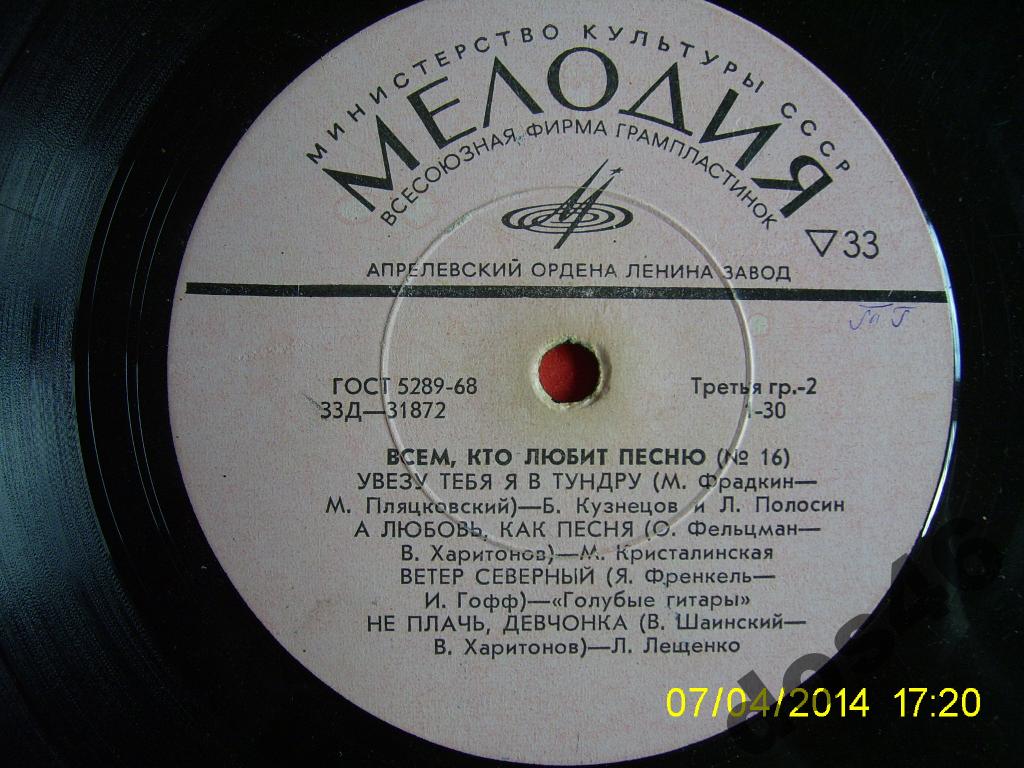 МИНИСТЕРСТВО КУЛЬТУРЫ СССР
МЕЛОДИЯ
ВСЕСОЮЗНАЯ ФИРМА ГРАМПЛАСТИНОК
▽33
АПРЕЛЕВСКИЙ ОРДЕНА ЛЕНИНА ЗАВОД
ГОСТ 5289-68
Третья гр.-2
33Д—31872
1-30
ВСЕМ, КТО ЛЮБИТ ПЕСНЮ (№ 16)
УВЕЗУ ТЕБЯ Я В ТУНДРУ (М. Фрадкин—
М. Пляцковский)—Б. Кузнецов и Л. Полосин
А ЛЮБОВЬ, КАК ПЕСНЯ (О. Фельцман—
В. Харитонов)—М. Кристалинская
ВЕТЕР СЕВЕРНЫЙ (Я. Френкель—
И. Гофф)—«Голубые гитары»
НЕ ПЛАЧЬ, ДЕВЧОНКА (В. Шаинский—
В. Харитонов)—Л. Лещенко
07/04/2014 17:20